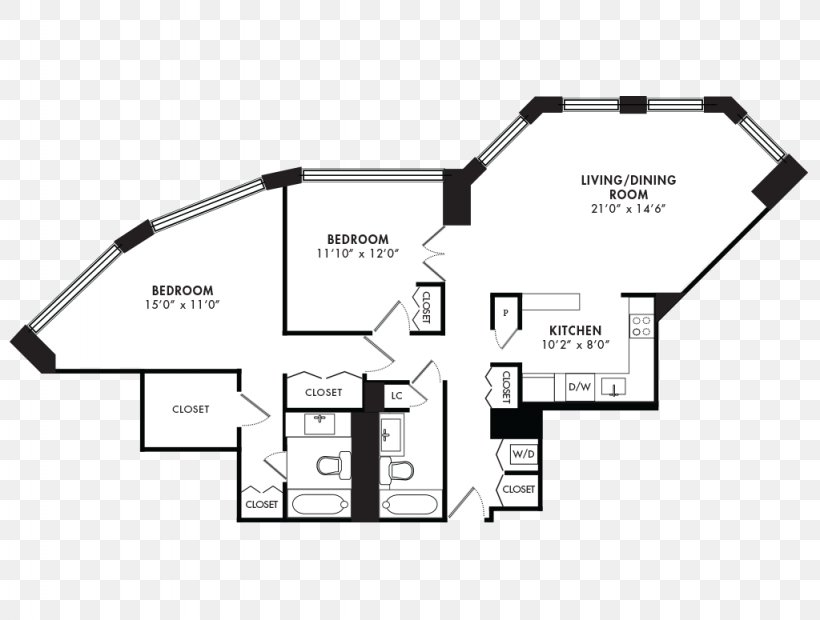 LIVING/DINING
ROOM
21'0" x 14'6"
BEDROOM
11'10" x 12'0"
BEDROOM
15'0" x 11'0"
CLOSET
P
KITCHEN
10'2" x 8'0"
CLOSET
CLOSET
LC
CLOSET
D/W
CLOSET
W/D
CLOSET
CLOSET